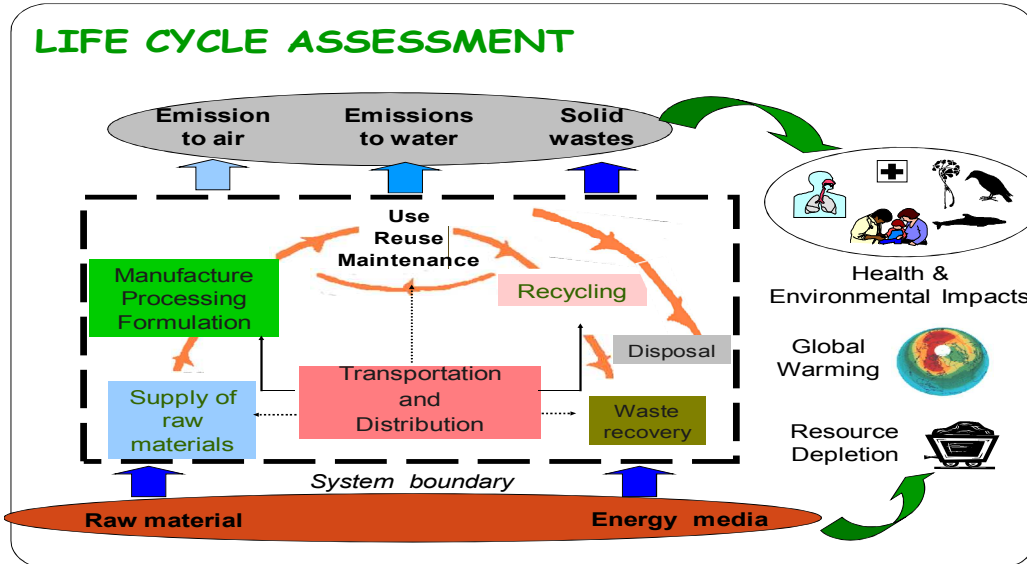 LIFE CYCLE ASSESSMENT
Emission
to air
Emissions
to water
Solid
wastes
Use
Reuse
Maintenance
Manufacture
Processing
Formulation
Recycling
Disposal
Supply of
raw
materials
Transportation
and
Distribution
Waste
recovery
System boundary
Raw material
Energy media
Health &
Environmental Impacts
Global
Warming
Resource
Depletion